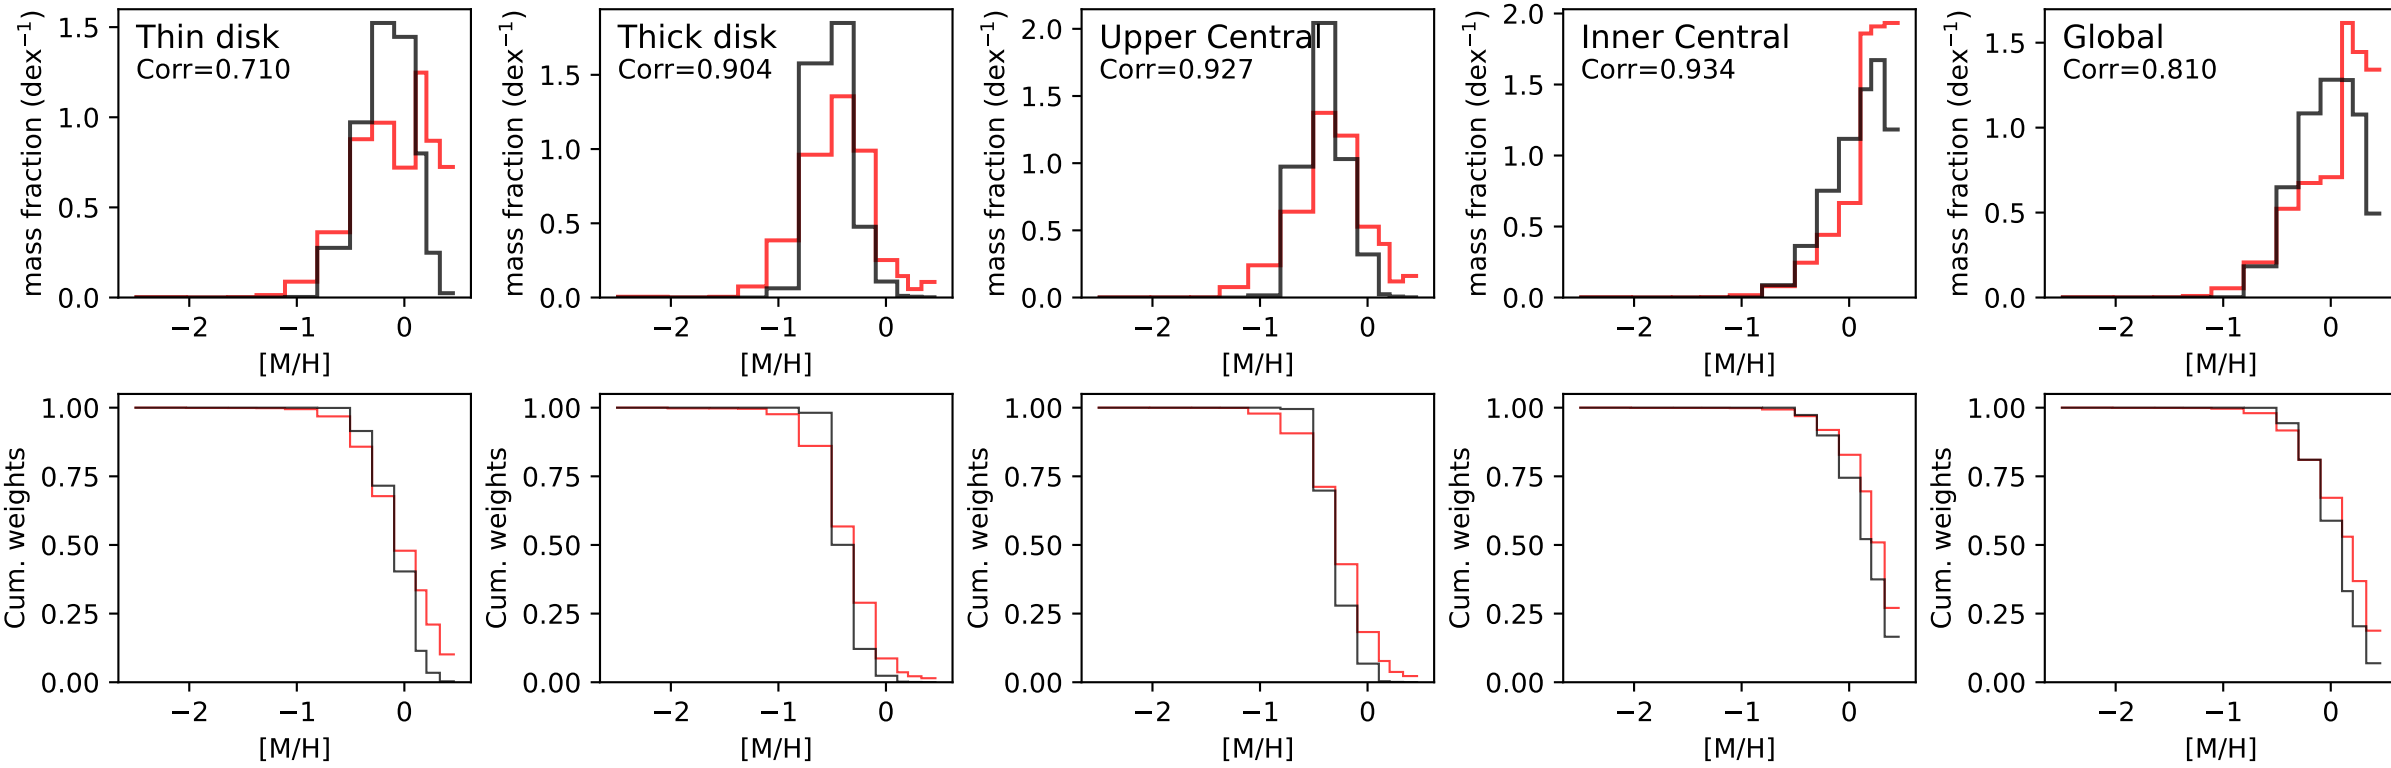 mass fraction (dex⁻¹)
1.5
1.0
0.5
0.0
Thin disk
Corr=0.710
−2 −1 0
[M/H]
mass fraction (dex⁻¹)
1.5
1.0
0.5
0.0
Thick disk
Corr=0.904
−2 −1 0
[M/H]
mass fraction (dex⁻¹)
2.0
1.5
1.0
0.5
0.0
Upper Central
Corr=0.927
−2 −1 0
[M/H]
mass fraction (dex⁻¹)
2.0
1.5
1.0
0.5
0.0
Inner Central
Corr=0.934
−2 −1 0
[M/H]
mass fraction (dex⁻¹)
1.5
1.0
0.5
0.0
Global
Corr=0.810
−2 −1 0
[M/H]
Cum. weights
1.00
0.75
0.50
0.25
0.00
−2 −1 0
[M/H]
Cum. weights
1.00
0.75
0.50
0.25
0.00
−2 −1 0
[M/H]
Cum. weights
1.00
0.75
0.50
0.25
0.00
−2 −1 0
[M/H]
Cum. weights
1.00
0.75
0.50
0.25
0.00
−2 −1 0
[M/H]
Cum. weights
1.00
0.75
0.50
0.25
0.00
−2 −1 0
[M/H]